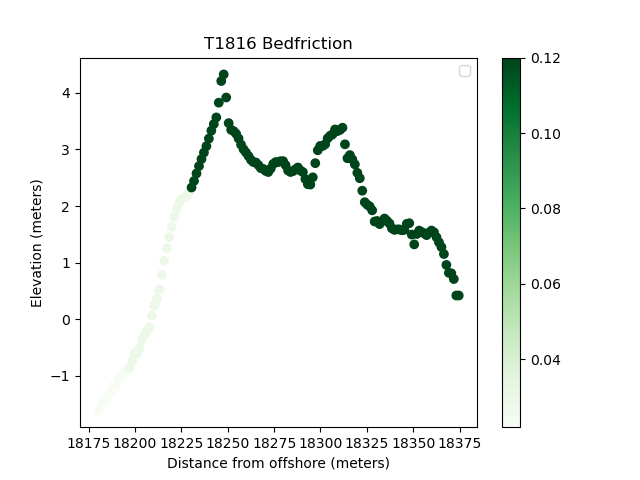 T1816 Bedfriction
Elevation (meters)
4
3
2
1
0
−1
18175 18200 18225 18250 18275 18300 18325 18350 18375
Distance from offshore (meters)
0.12
0.10
0.08
0.06
0.04